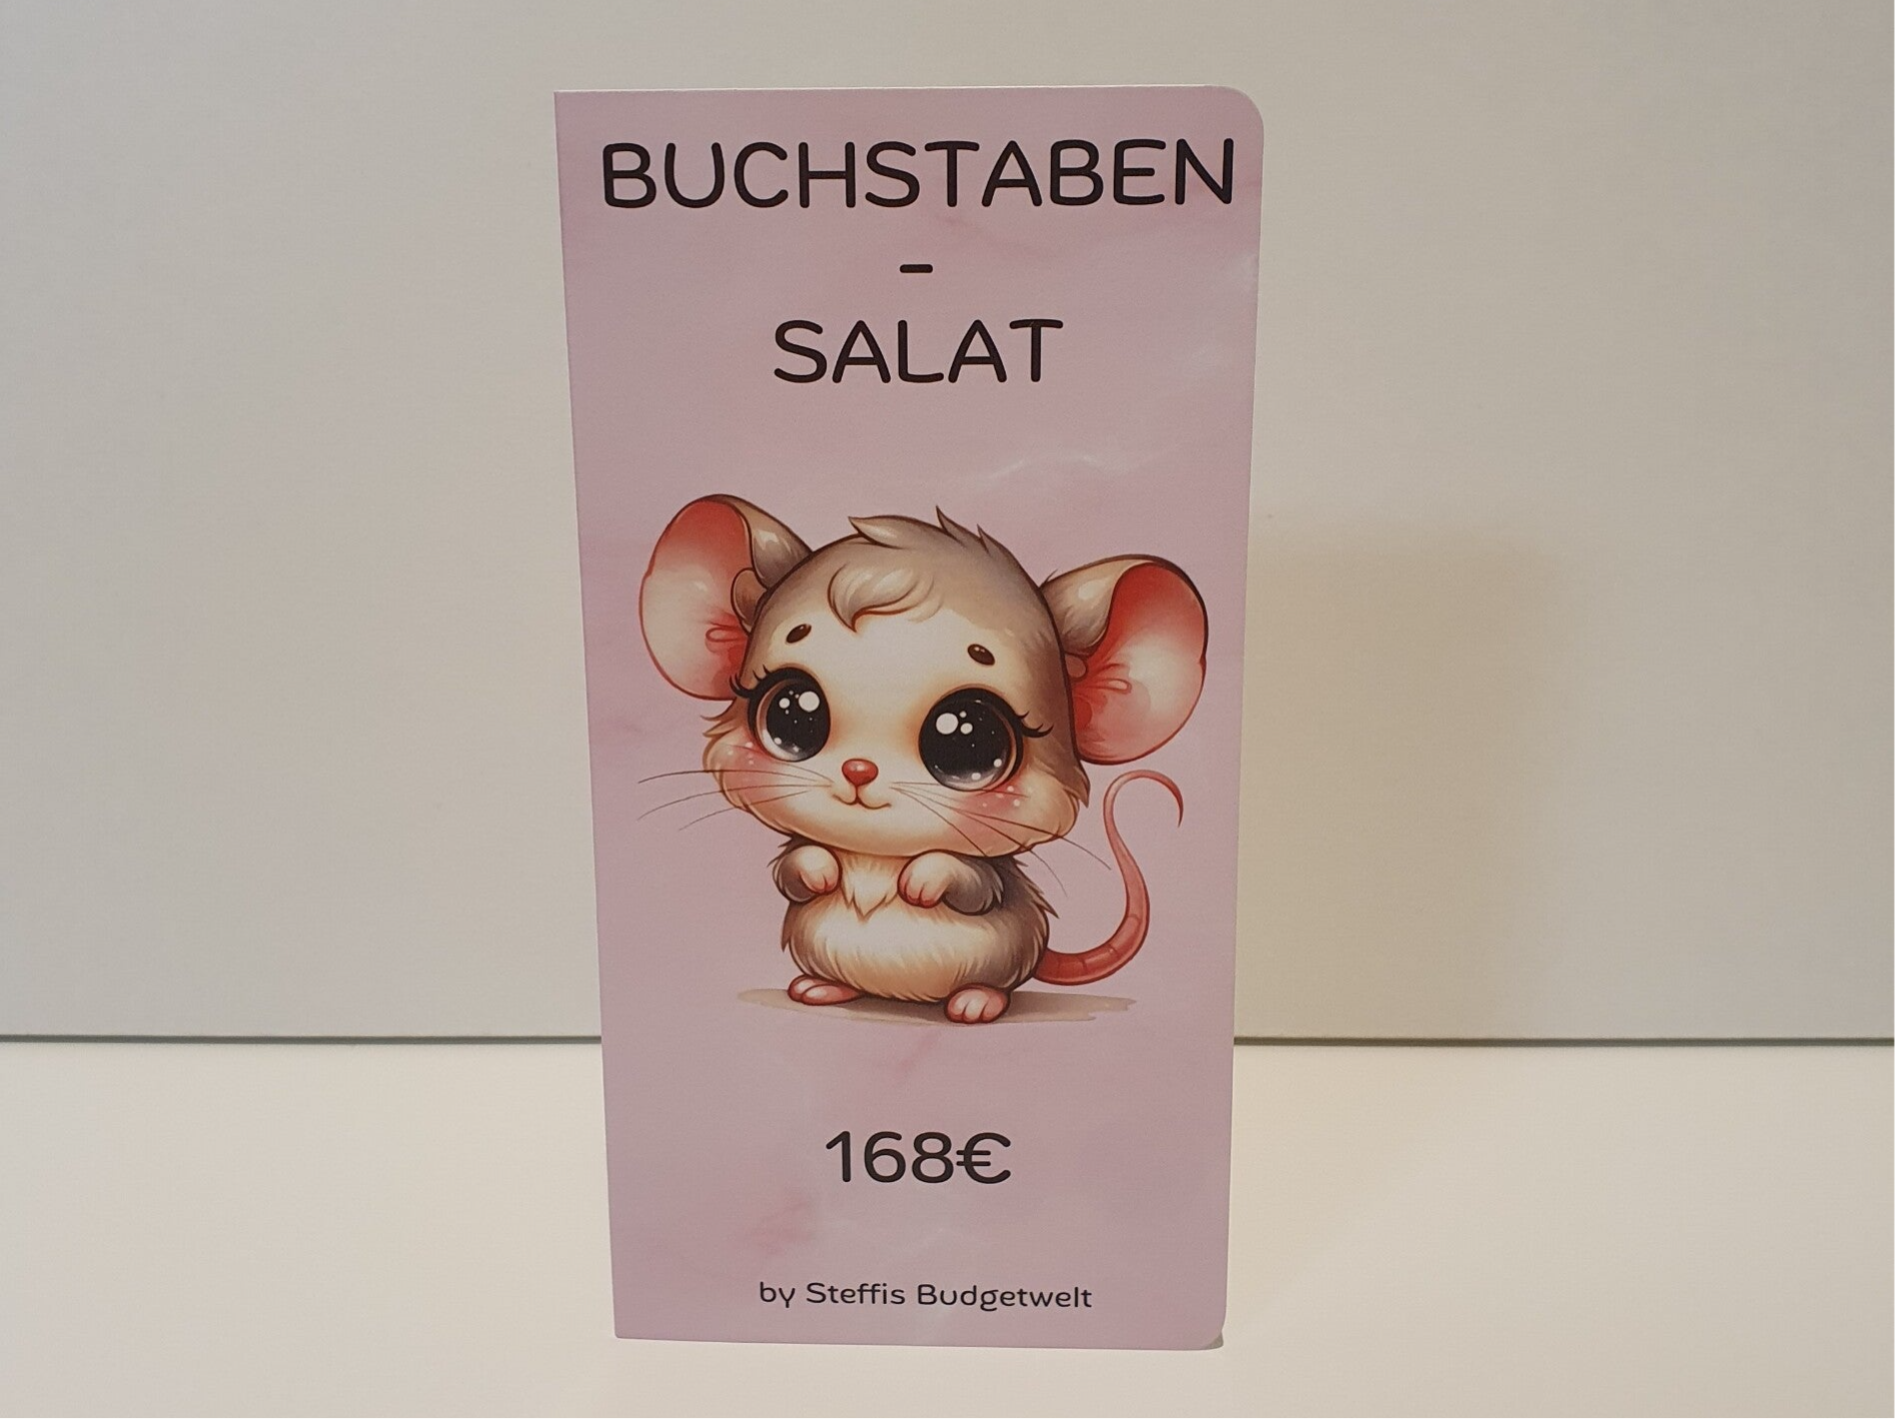 BUCHSTABEN
-
SALAT
168€
by Steffis Budgetwelt